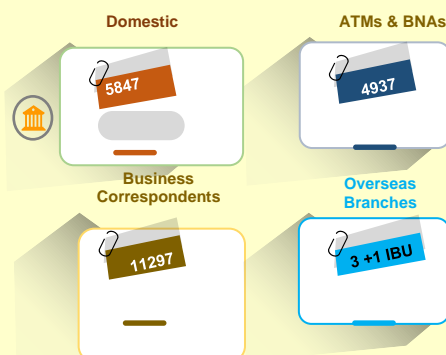 Domestic
ATMs & BNAs
5847
4937
Business
Correspondents
Overseas
Branches
11297
3 +1 IBU